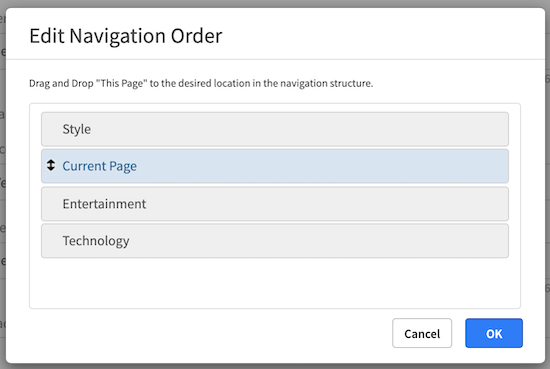 Edit Navigation Order
Drag and Drop "This Page" to the desired location in the navigation structure.
Style
Current Page
Entertainment
Technology
Cancel
OK